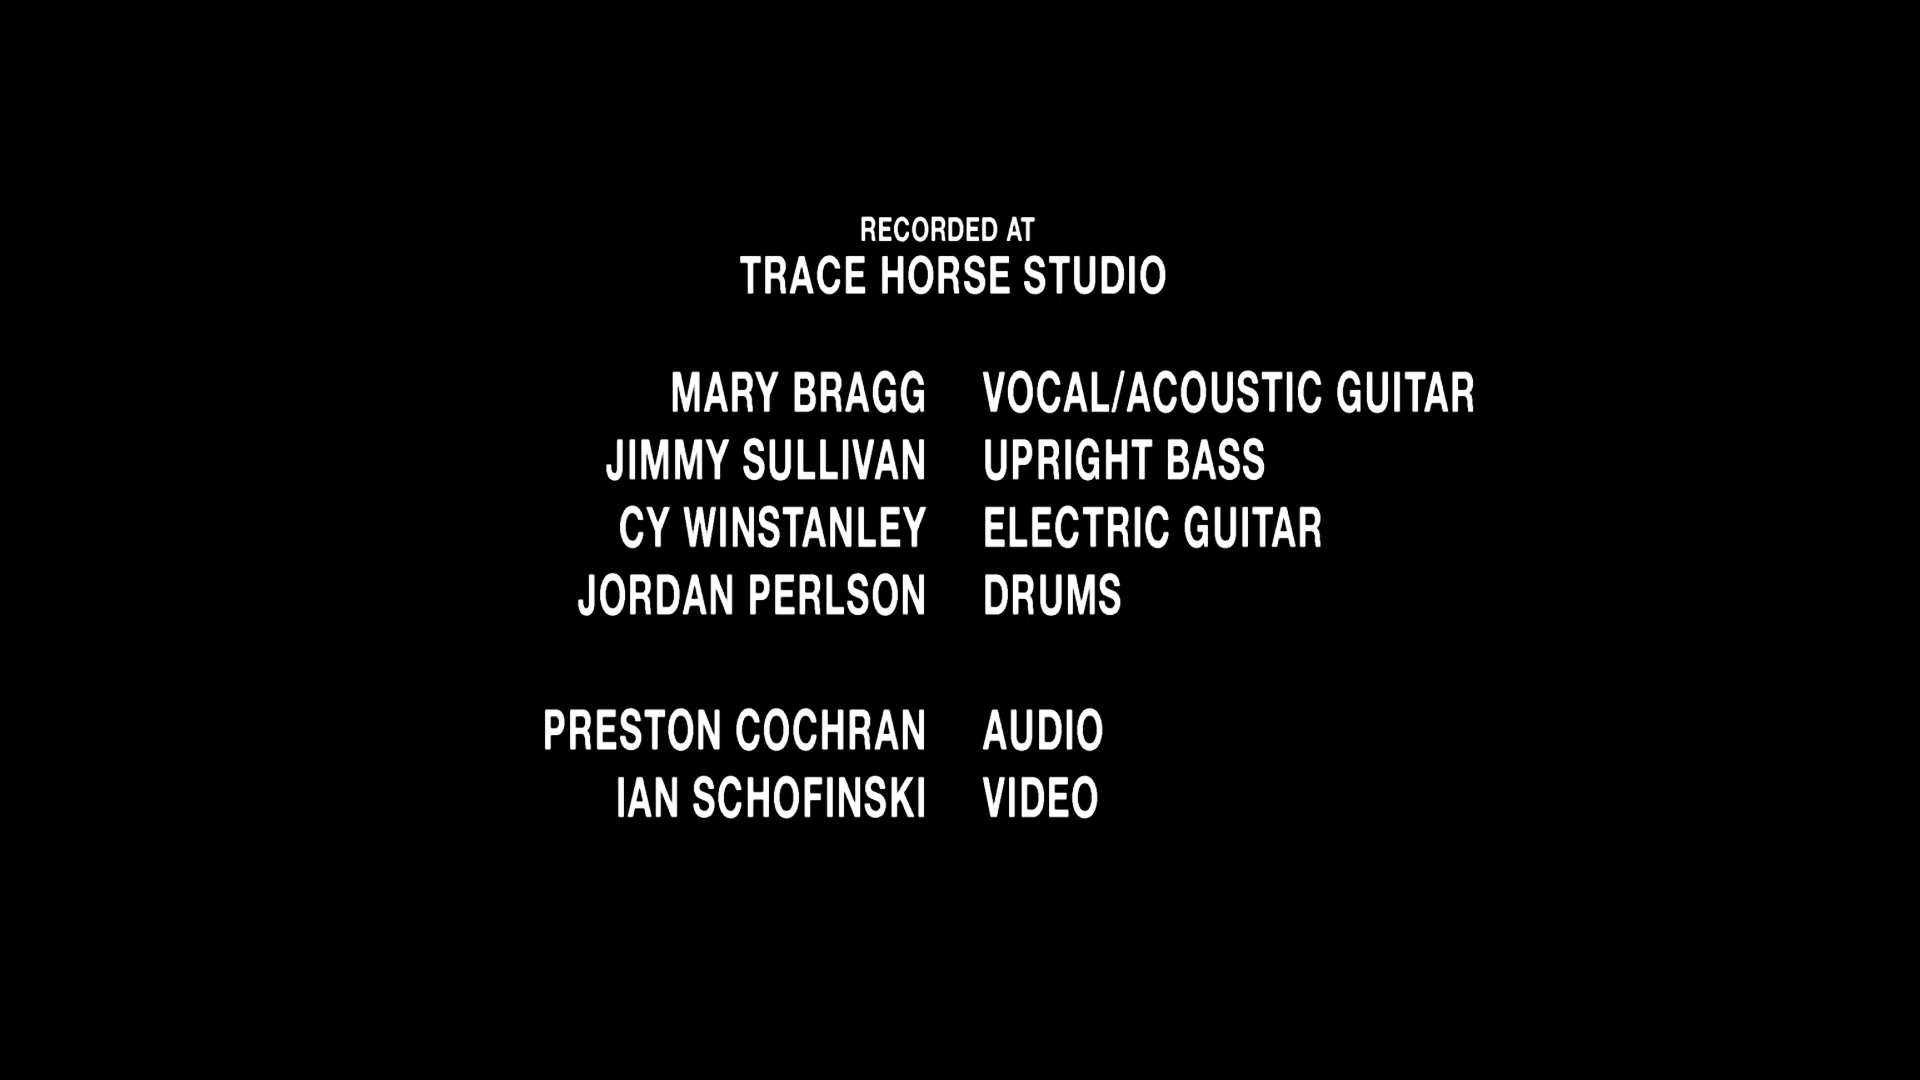 RECORDED AT
TRACE HORSE STUDIO
MARY BRAGG VOCAL/ACOUSTIC GUITAR
JIMMY SULLIVAN UPRIGHT BASS
CY WINSTANLEY ELECTRIC GUITAR
JORDAN PERLSON DRUMS
PRESTON COCHRAN AUDIO
IAN SCHOFINSKI VIDEO